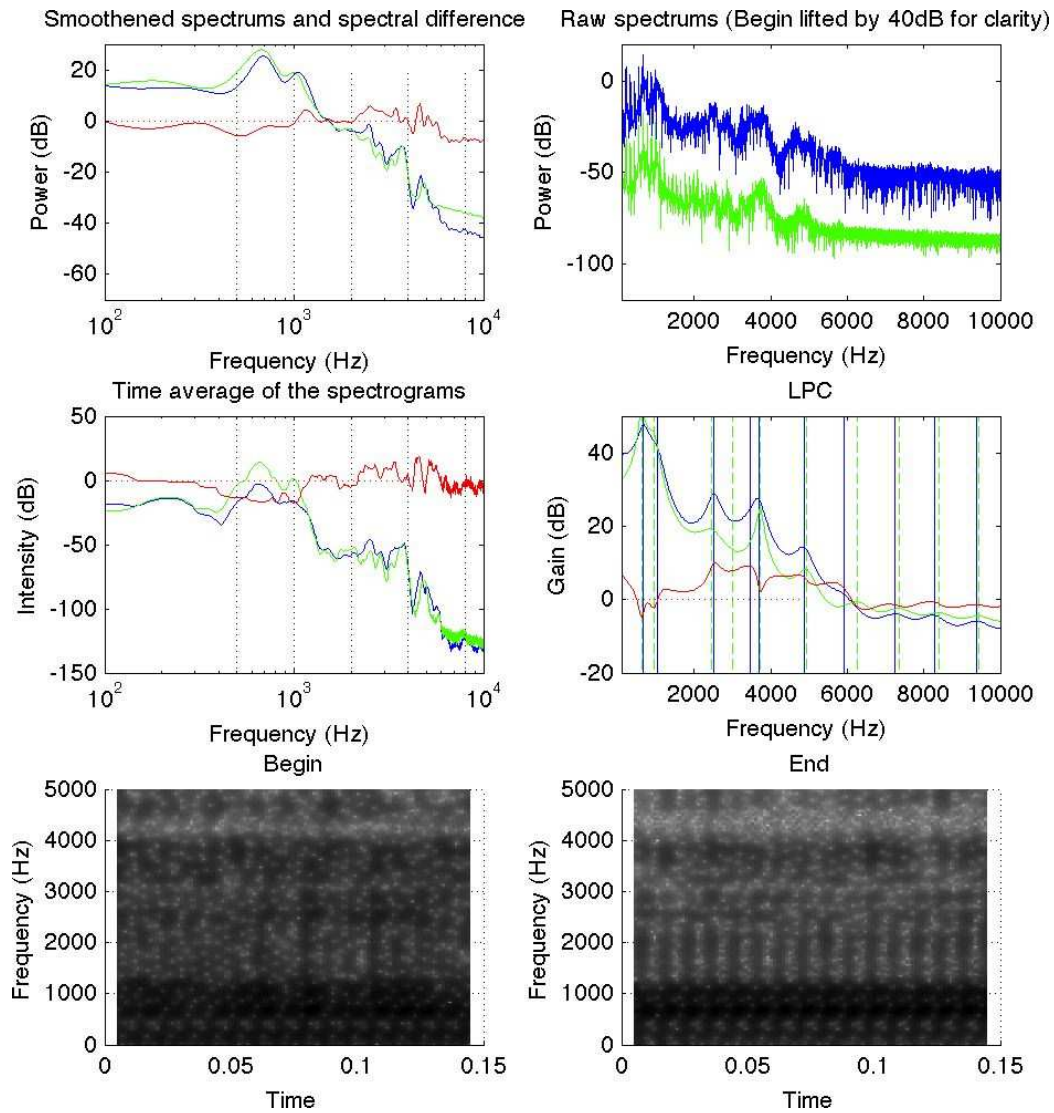 Smoothened spectrums and spectral difference
Power (dB)
20
0
-20
-40
-60
10^2
10^3
10^4
Frequency (Hz)
Raw spectrums (Begin lifted by 40dB for clarity)
Power (dB)
0
-50
-100
2000 4000 6000 8000 10000
Frequency (Hz)
Time average of the spectrograms
Intensity (dB)
50
0
-50
-100
-150
10^2
10^3
10^4
Frequency (Hz)
LPC
Gain (dB)
40
20
0
-20
2000 4000 6000 8000 10000
Frequency (Hz)
Begin
Frequency (Hz)
5000
4000
3000
2000
1000
0
0 0.05 0.1 0.15
Time
End
Frequency (Hz)
5000
4000
3000
2000
1000
0
0 0.05 0.1 0.15
Time